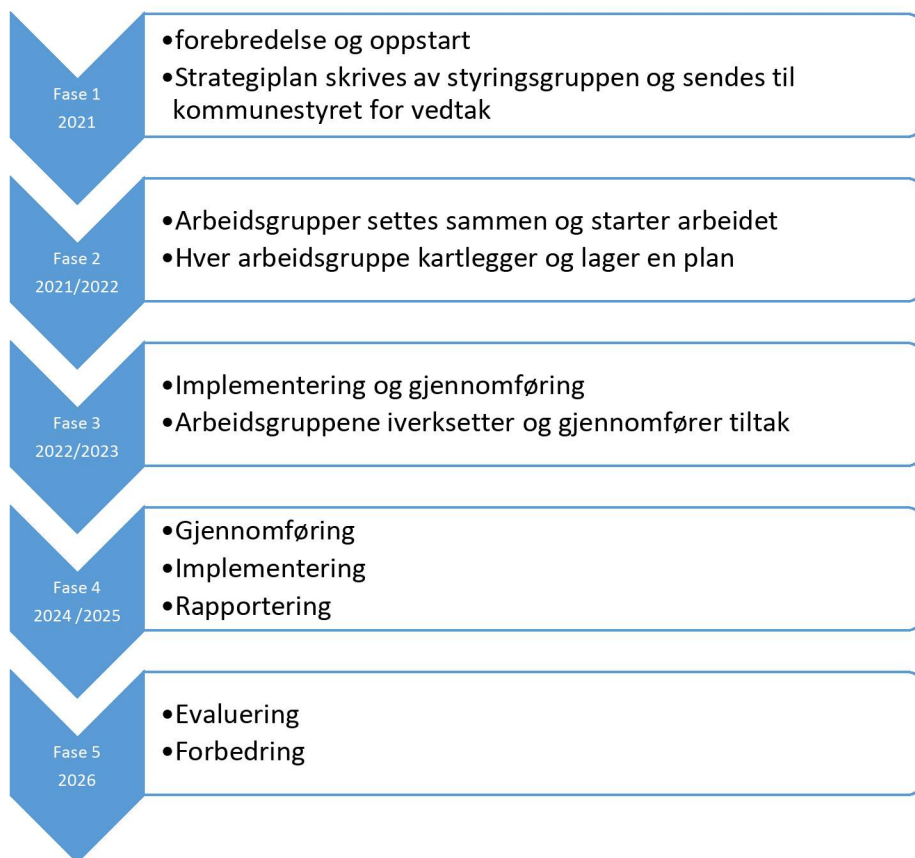 Fase 1
2021
•forebredelse og oppstart
•Strategiplan skrives av styringsgruppen og sendes til
kommunestyret for vedtak
Fase 2
2021/2022
•Arbeidsgrupper settes sammen og starter arbeidet
•Hver arbeidsgruppe kartlegger og lager en plan
Fase 3
2022/2023
•Implementering og gjennomføring
•Arbeidsgruppene iverksetter og gjennomfører tiltak
Fase 4
2024 /2025
•Gjennomføring
•Implementering
•Rapportering
Fase 5
2026
•Evaluering
•Forbedring